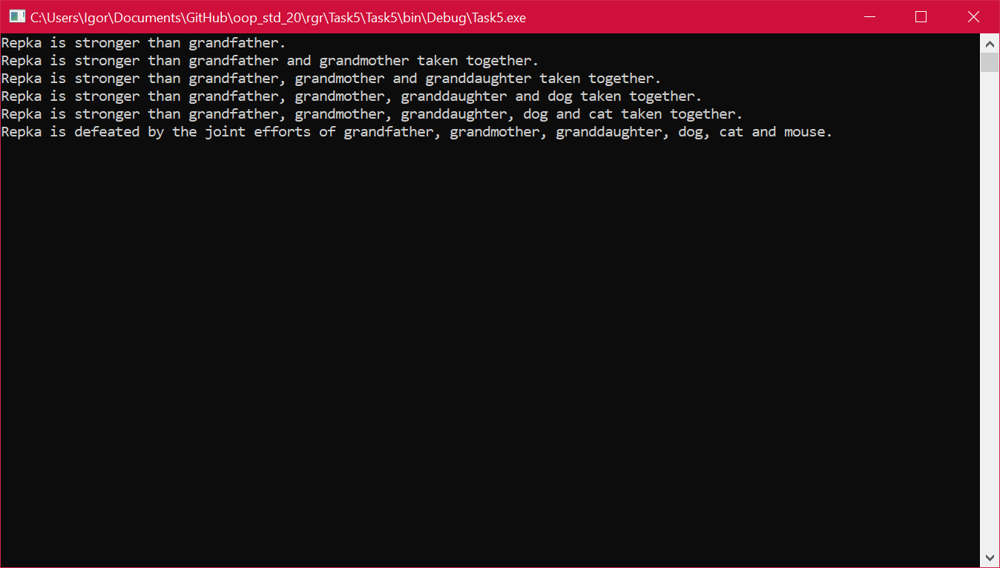 C:\Users\Igor\Documents\GitHub\oop_std_20\rgr\Task5\Task5\bin\Debug\Task5.exe
Repka is stronger than grandfather.
Repka is stronger than grandfather and grandmother taken together.
Repka is stronger than grandfather, grandmother and granddaughter taken together.
Repka is stronger than grandfather, grandmother, granddaughter and dog taken together.
Repka is stronger than grandfather, grandmother, granddaughter, dog and cat taken together.
Repka is defeated by the joint efforts of grandfather, grandmother, granddaughter, dog, cat and mouse.